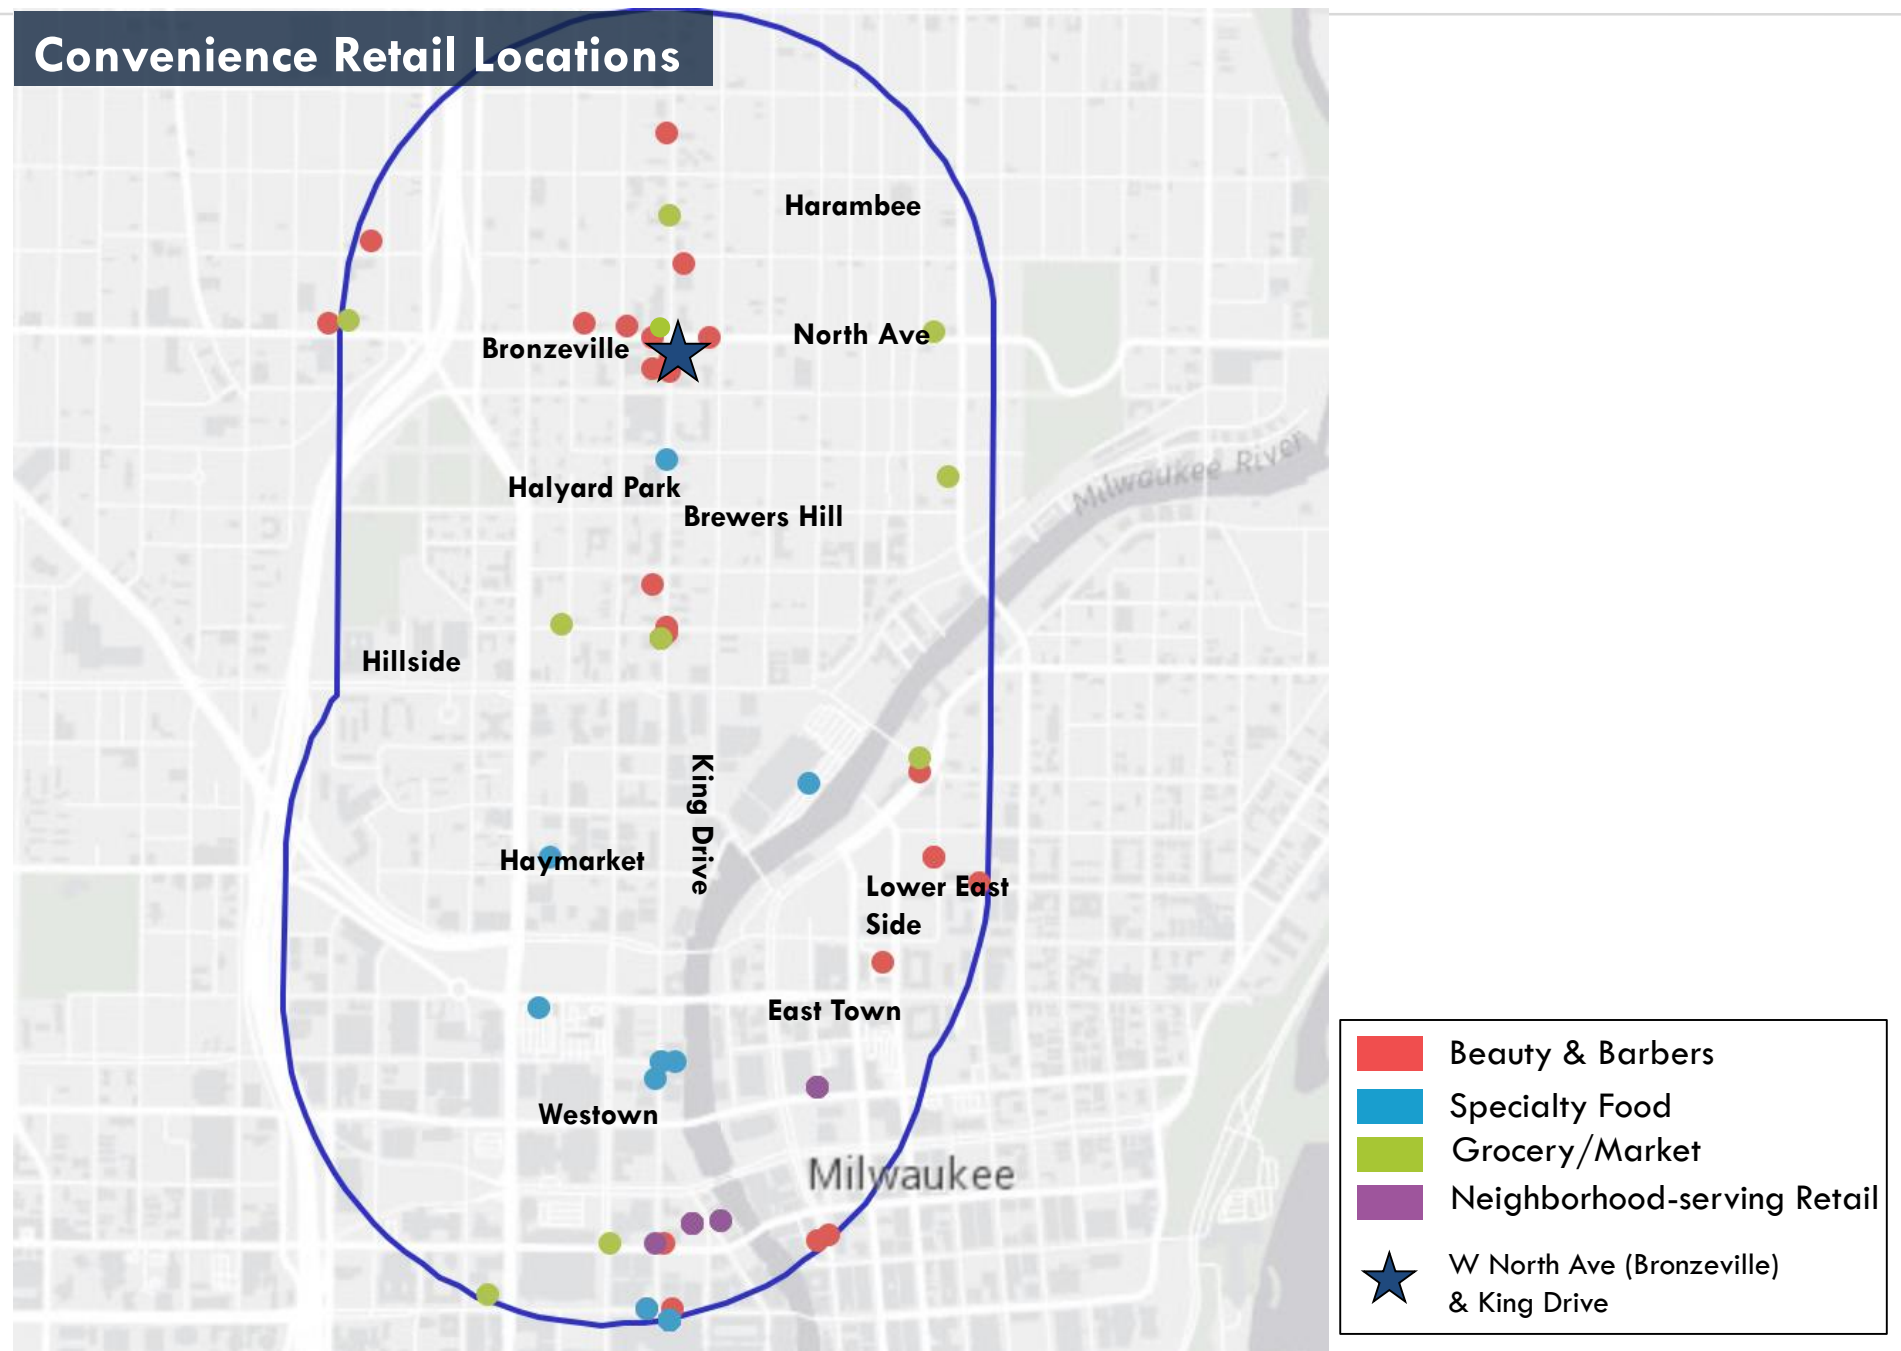 Convenience Retail Locations
Harambee
North Ave
Bronzeville
Milwaukee River
Halyard Park
Brewers Hill
Hillside
King Drive
Haymarket
Lower East
Side
East Town
Westown
Milwaukee
Beauty & Barbers
Specialty Food
Grocery/Market
Neighborhood-serving Retail
W North Ave (Bronzeville)
& King Drive